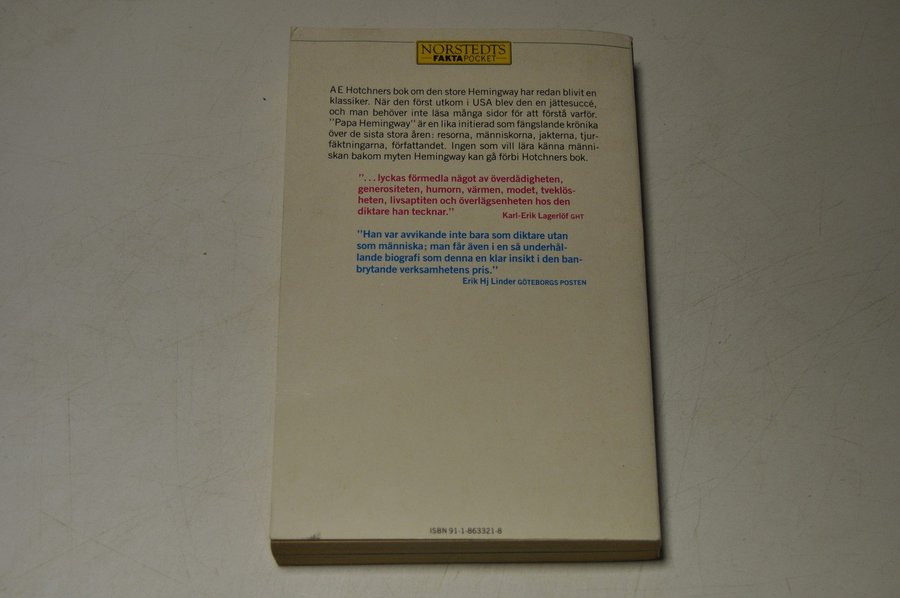 NORSTEDTS
FAKTAPOCKET
A E Hotchners bok om den store Hemingway har redan blivit en
klassiker. När den först utkom i USA blev den en jättesuccé,
och man behöver inte läsa många sidor för att förstå varför.
"Papa Hemingway" är en lika initierad som fängslande krönika
över de sista stora åren: resorna, människorna, jakterna, tjur-
fäktningarna, författandet. Ingen som vill lära känna männi-
skan bakom myten Hemingway kan gå förbi Hotchners bok.
"... lyckas förmedla något av överdådigheten,
generositeten, humorn, värmen, modet, tveklös-
heten, livsaptiten och överlägsenheten hos den
diktare han tecknar."
Karl-Erik Lagerlöf GHT
"Han var avvikande inte bara som diktare utan
som människa; man får även i en så underhål-
lande biografi som denna en klar insikt i den ban-
brytande verksamhetens pris."
Erik Hj Linder GÖTEBORGS POSTEN
ISBN 91-1-863321-8